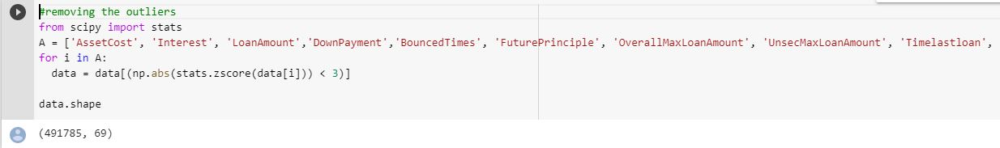 #removing the outliers
from scipy import stats
A = ['AssetCost', 'Interest', 'LoanAmount','DownPayment','BouncedTimes', 'FuturePrinciple', 'OverallMaxLoanAmount', 'UnsecMaxLoanAmount', 'Timelastloan',
for i in A:
  data = data[(np.abs(stats.zscore(data[i])) < 3)]
data.shape
(491785, 69)